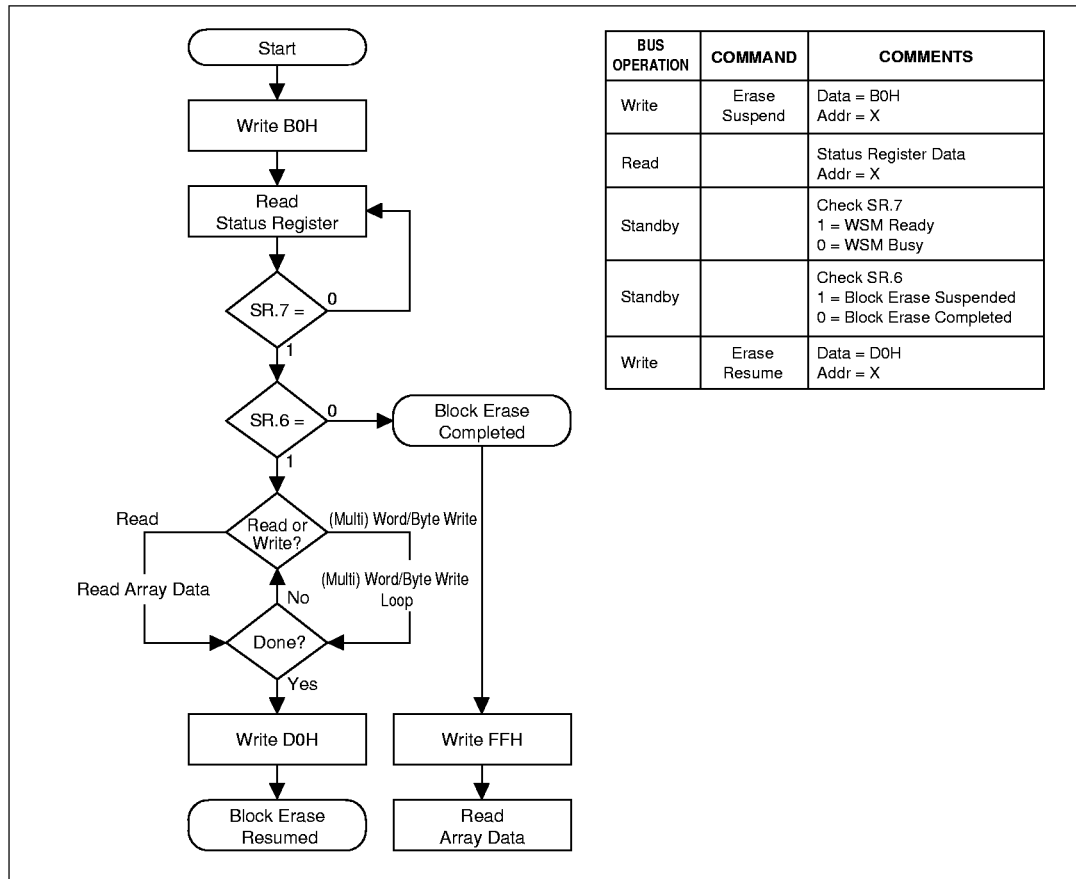 Start
Write B0H
Read
Status Register
SR.7 =
0
1
SR.6 =
0
Block Erase
Completed
1
Read
Read or
Write?
(Multi) Word/Byte Write
Read Array Data
(Multi) Word/Byte Write
Loop
No
Done?
Yes
Write D0H
Write FFH
Block Erase
Resumed
Read
Array Data
BUS
OPERATION
COMMAND
COMMENTS
Write
Erase
Suspend
Data = B0H
Addr = X
Read
Status Register Data
Addr = X
Standby
Check SR.7
1 = WSM Ready
0 = WSM Busy
Standby
Check SR.6
1 = Block Erase Suspended
0 = Block Erase Completed
Write
Erase
Resume
Data = D0H
Addr = X